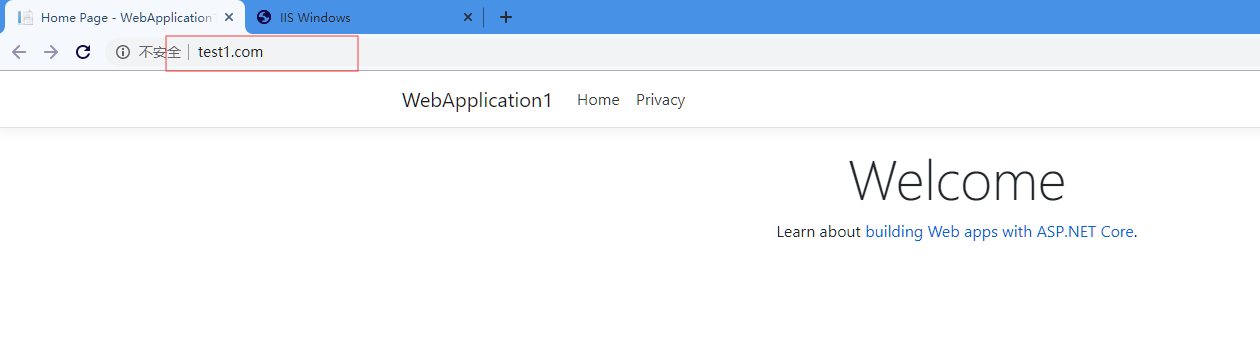 Home Page - WebApplication1 IIS Windows
不安全 test1.com
WebApplication1 Home Privacy
Welcome
Learn about building Web apps with ASP.NET Core.